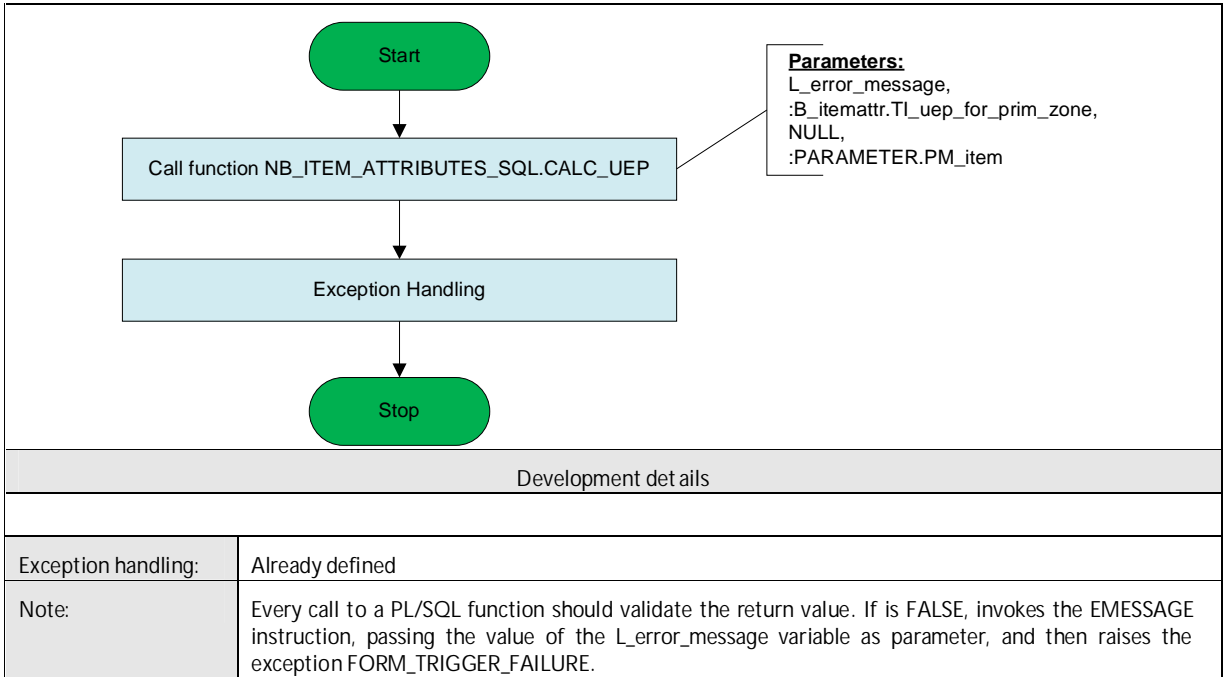 Start
Parameters:
L_error_message,
:B_itemattr.TI_uep_for_prim_zone,
NULL,
:PARAMETER.PM_item
Call function NB_ITEM_ATTRIBUTES_SQL.CALC_UEP
Exception Handling
Stop
Development details
Exception handling:
Already defined
Note:
Every call to a PL/SQL function should validate the return value. If is FALSE, invokes the EMESSAGE
instruction, passing the value of the L_error_message variable as parameter, and then raises the
exception FORM_TRIGGER_FAILURE.